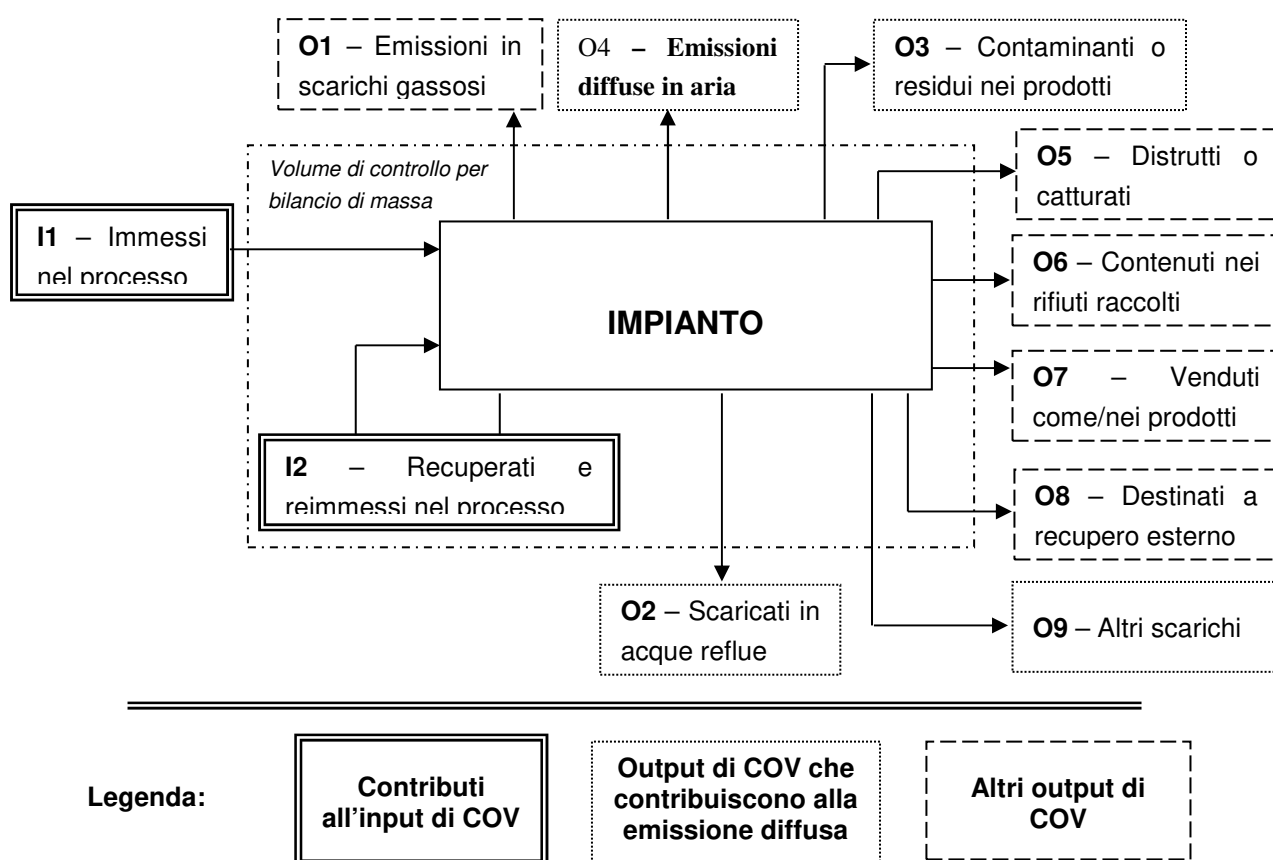 O1 – Emissioni in
scarichi gassosi
O4 – Emissioni
diffuse in aria
O3 – Contaminanti o
residui nei prodotti
Volume di controllo per
bilancio di massa
O5 – Distrutti o
catturati
I1 – Immessi
nel processo
O6 – Contenuti nei
rifiuti raccolti
IMPIANTO
O7 – Venduti
come/nei prodotti
I2 – Recuperati e
reimmessi nel processo
O8 – Destinati a
recupero esterno
O2 – Scaricati in
acque reflue
O9 – Altri scarichi
Legenda:
Contributi
all'input di COV
Output di COV che
contribuiscono alla
emissione diffusa
Altri output di
COV